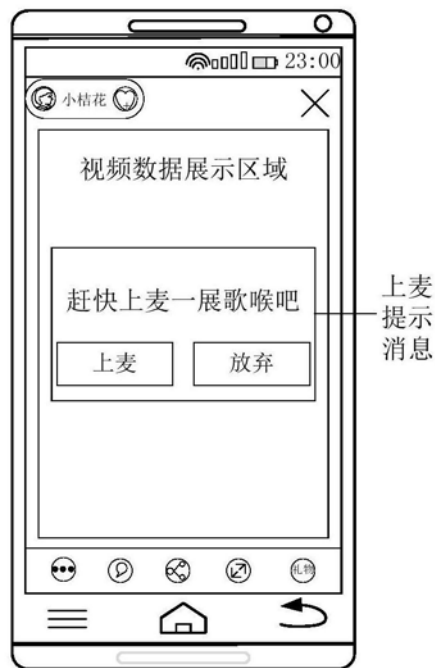 23:00
小桔花
视频数据展示区域
赶快上麦一展歌喉吧
上麦
放弃
上麦
提示
消息
礼物